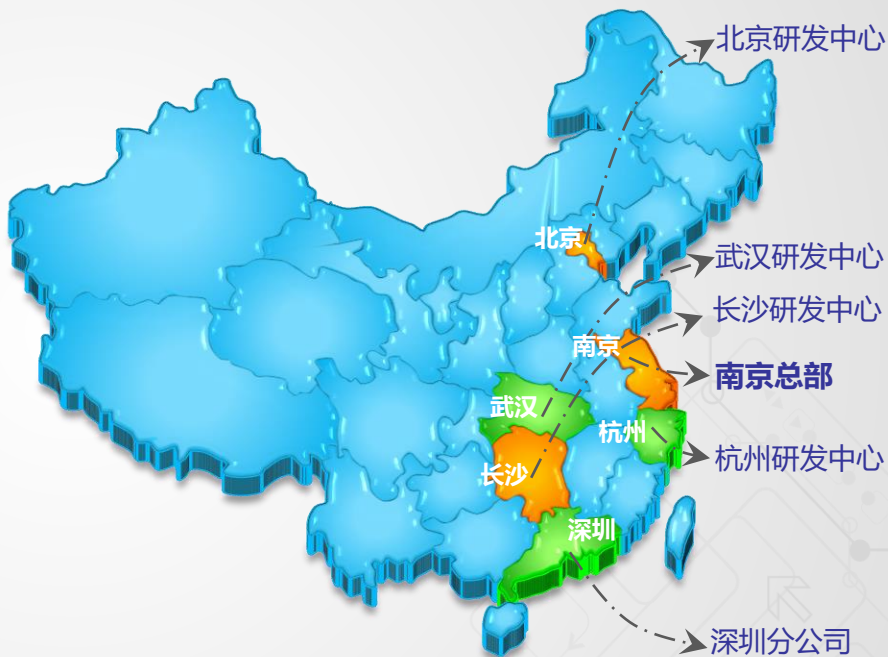 北京研发中心
北京
武汉研发中心
长沙研发中心
南京
南京总部
武汉
杭州
杭州研发中心
长沙
深圳
深圳分公司